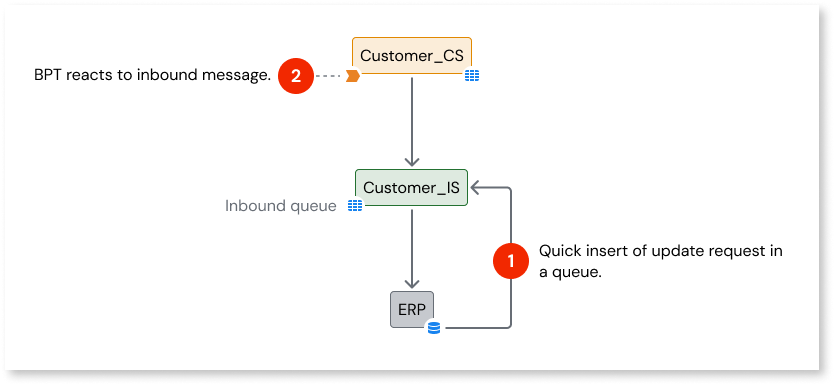 Customer_CS
BPT reacts to inbound message.
2
Customer_IS
Inbound queue
1
Quick insert of update request in
a queue.
ERP